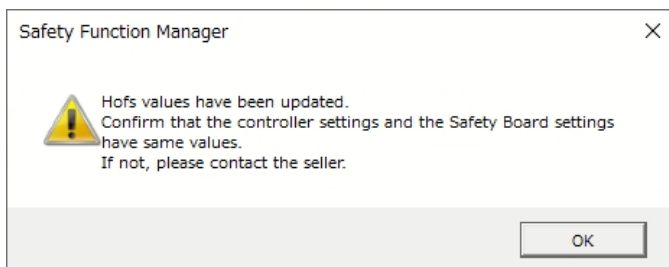 Safety Function Manager
Hofs values have been updated.
Confirm that the controller settings and the Safety Board settings
have same values.
If not, please contact the seller.
OK